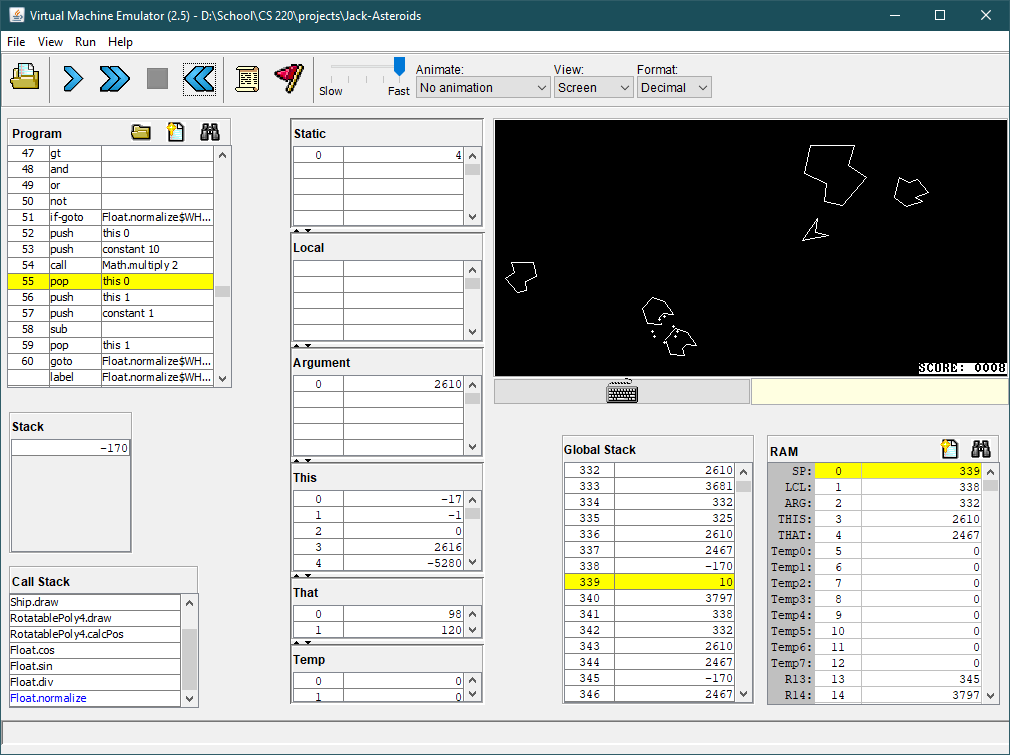 Virtual Machine Emulator (2.5) - D:\School\CS 220\projects\Jack-Asteroids
File View Run Help
Slow Fast
Animate:
No animation
View:
Screen
Format:
Decimal
Program
47 gt
48 and
49 or
50 not
51 if-goto Float.normalize$WH...
52 push this 0
53 push constant 10
54 call Math.multiply 2
55 pop this 0
56 push this 1
57 push constant 1
58 sub
59 pop this 1
60 goto Float.normalize$WH...
label Float.normalize$WH...
Stack
-170
Call Stack
Ship.draw
RotatablePoly4.draw
RotatablePoly4.calcPos
Float.cos
Float.sin
Float.div
Float.normalize
Static
0 4
Local
Argument
0 2610
This
0 -17
1 -1
2 0
3 2616
4 -5280
That
0 98
1 120
Temp
0 0
1 0
SCORE: 0008
Global Stack
332 2610
333 3681
334 332
335 325
336 2610
337 2467
338 -170
339 10
340 3797
341 338
342 332
343 2610
344 2467
345 -170
346 2467
RAM
SP: 0 339
LCL: 1 338
ARG: 2 332
THIS: 3 2610
THAT: 4 2467
Temp0: 5 0
Temp1: 6 0
Temp2: 7 0
Temp3: 8 0
Temp4: 9 0
Temp5: 10 0
Temp6: 11 0
Temp7: 12 0
R13: 13 345
R14: 14 3797